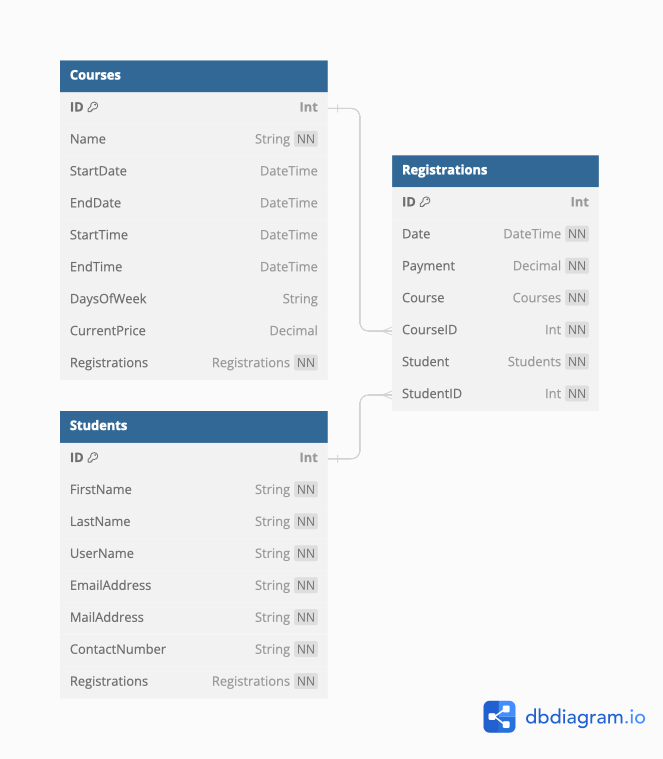 Courses
ID Int
Name String NN
StartDate DateTime
EndDate DateTime
StartTime DateTime
EndTime DateTime
DaysOfWeek String
CurrentPrice Decimal
Registrations Registrations NN
Registrations
ID Int
Date DateTime NN
Payment Decimal NN
Course Courses NN
CourseID Int NN
Student Students NN
StudentID Int NN
Students
ID Int
FirstName String NN
LastName String NN
UserName String NN
EmailAddress String NN
MailAddress String NN
ContactNumber String NN
Registrations Registrations NN
dbdiagram.io